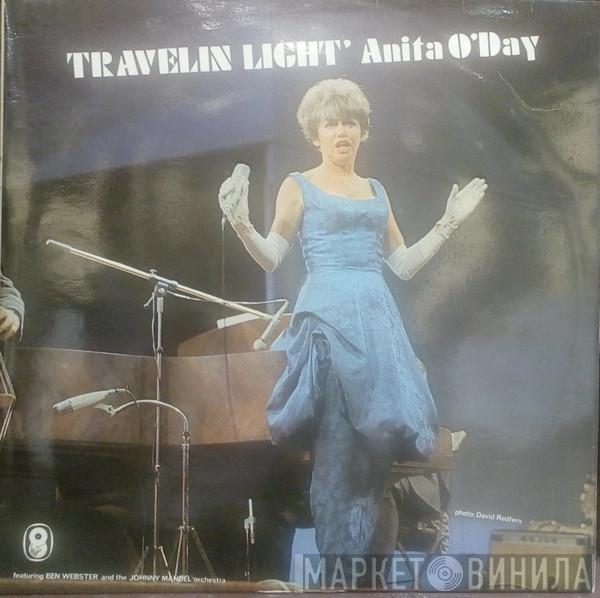 TRAVELIN LIGHT' Anita O'Day
photo: David Redfern
featuring BEN WEBSTER and the JOHNNY MANDEL orchestra
МАРКЕТ ВИНИЛА